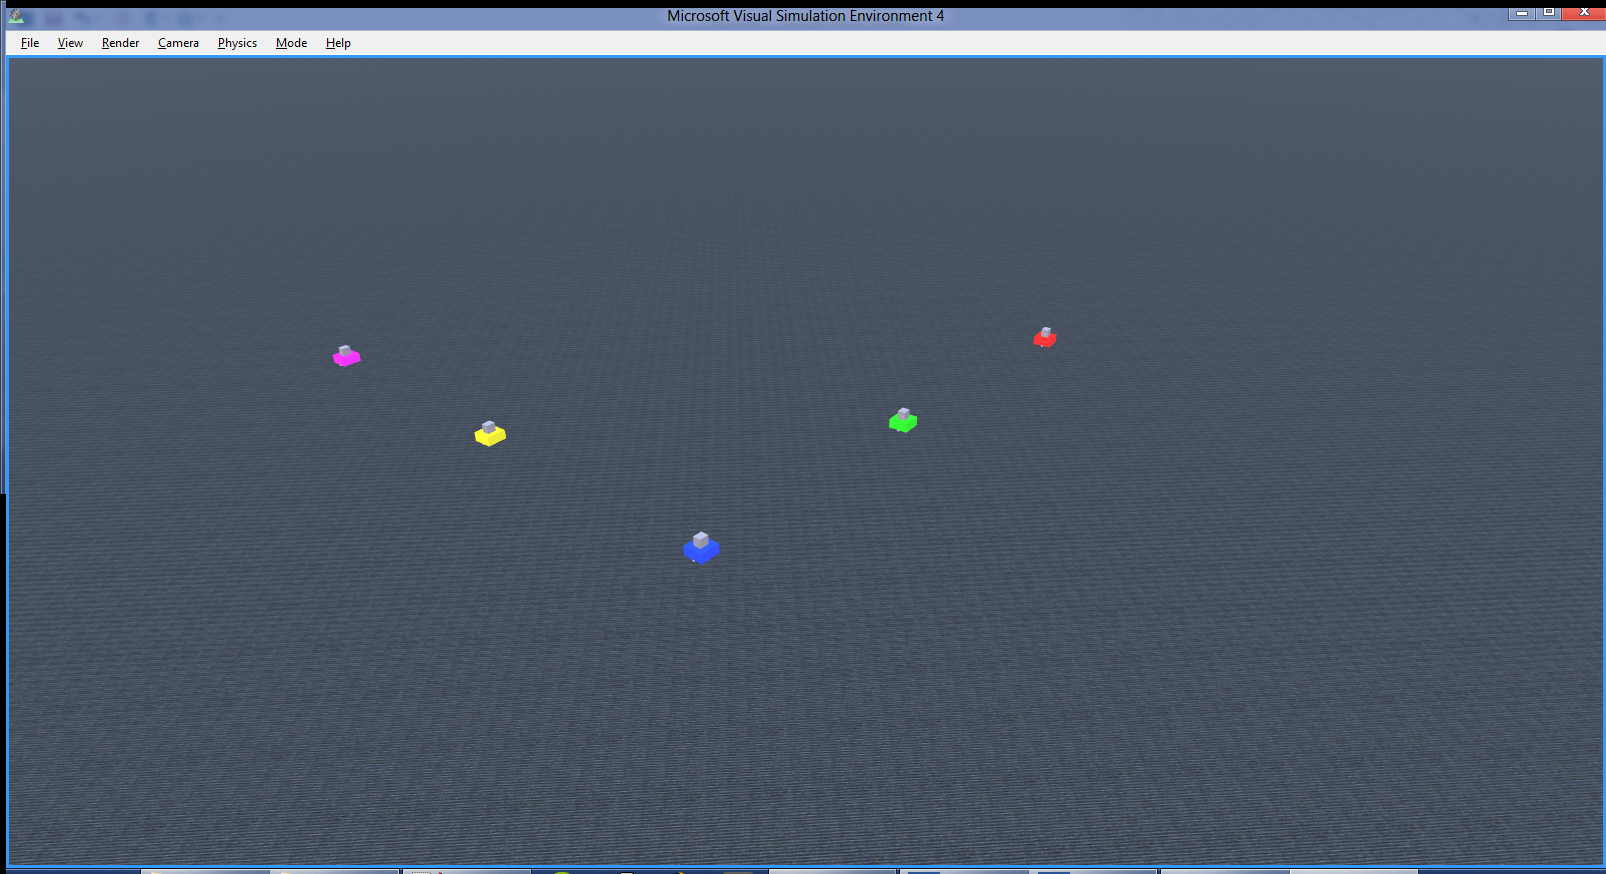 Microsoft Visual Simulation Environment 4
File View Render Camera Physics Mode Help